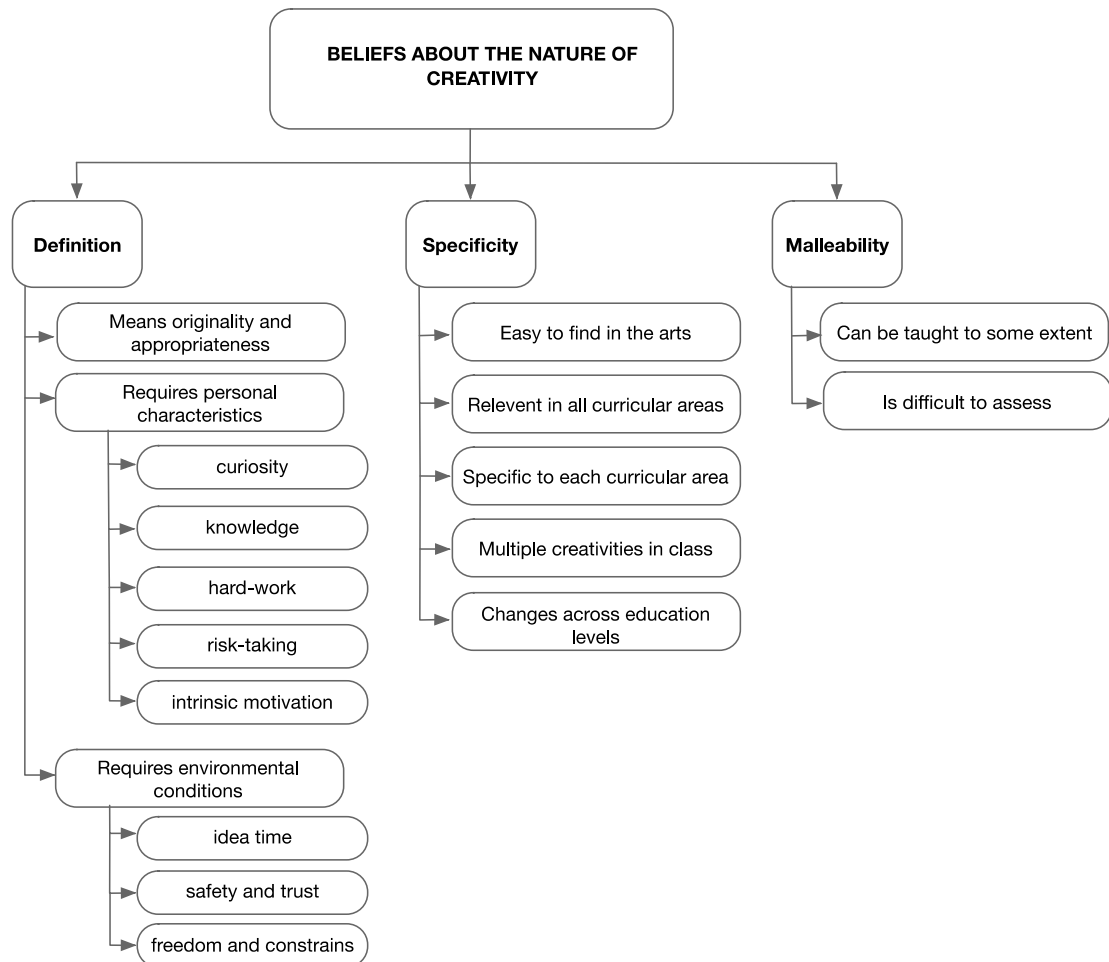 BELIEFS ABOUT THE NATURE OF
CREATIVITY
Definition
Means originality and
appropriateness
Requires personal
characteristics
curiosity
knowledge
hard-work
risk-taking
intrinsic motivation
Requires environmental
conditions
idea time
safety and trust
freedom and constrains
Specificity
Easy to find in the arts
Relevent in all curricular areas
Specific to each curricular area
Multiple creativities in class
Changes across education
levels
Malleability
Can be taught to some extent
Is difficult to assess